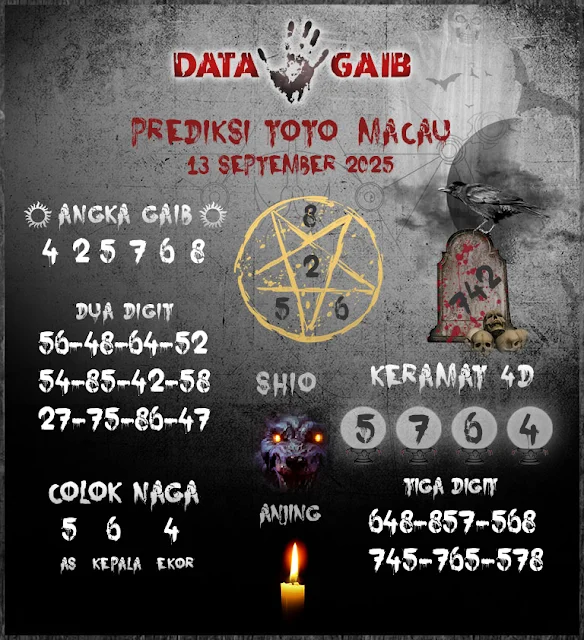 DATA GAIB
PREDIKSI TOTO MACAU
13 SEPTEMBER 2025
ANGKA GAIB
4 2 5 7 6 8
8
2
5 6
742
DUA DIGIT
56-48-64-52
54-85-42-58
27-75-86-47
SHIO
ANJING
KERAMAT 4D
5 7 6 4
COLOK NAGA
5 6 4
AS KEPALA EKOR
TIGA DIGIT
648-857-568
745-765-578